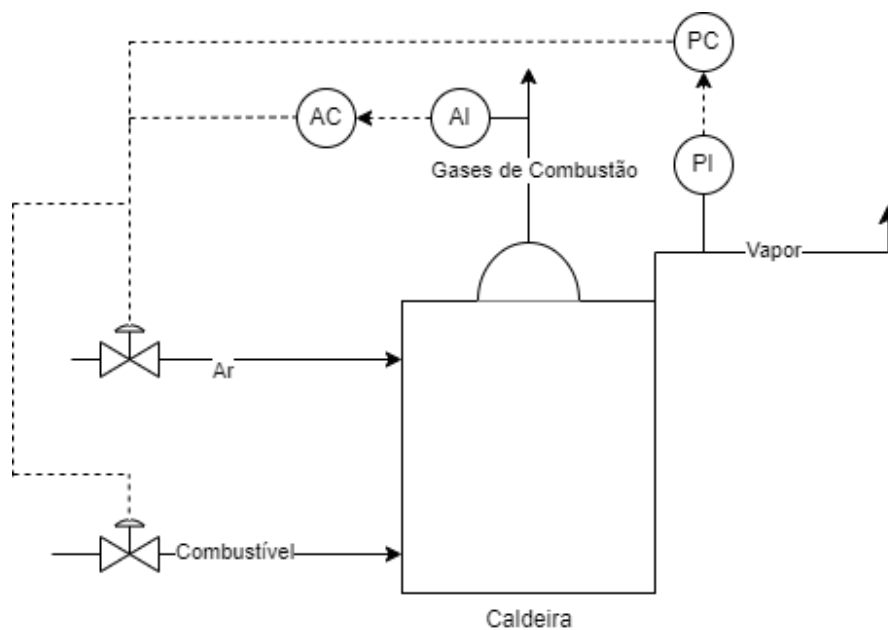 PC
AC
AI
Gases de Combustão
PI
Vapor
Ar
Combustível
Caldeira